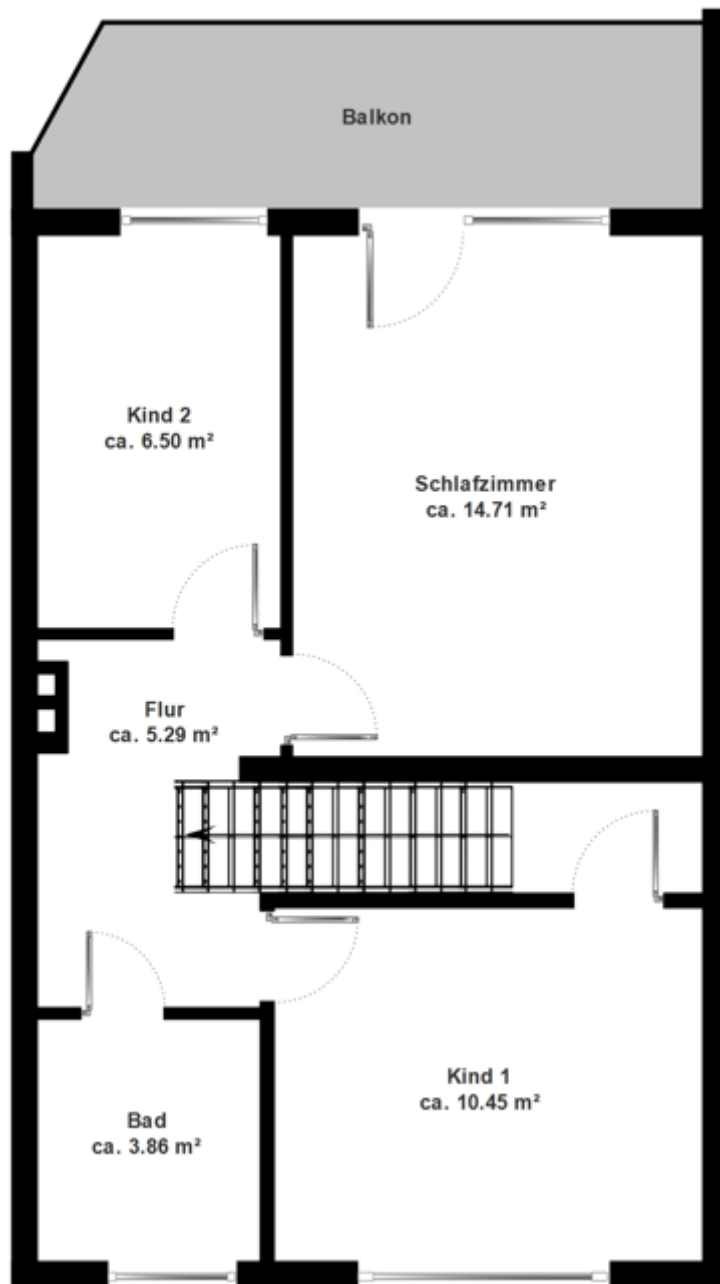 Balkon
Kind 2
ca. 6.50 m²
Schlafzimmer
ca. 14.71 m²
Flur
ca. 5.29 m²
Kind 1
ca. 10.45 m²
Bad
ca. 3.86 m²